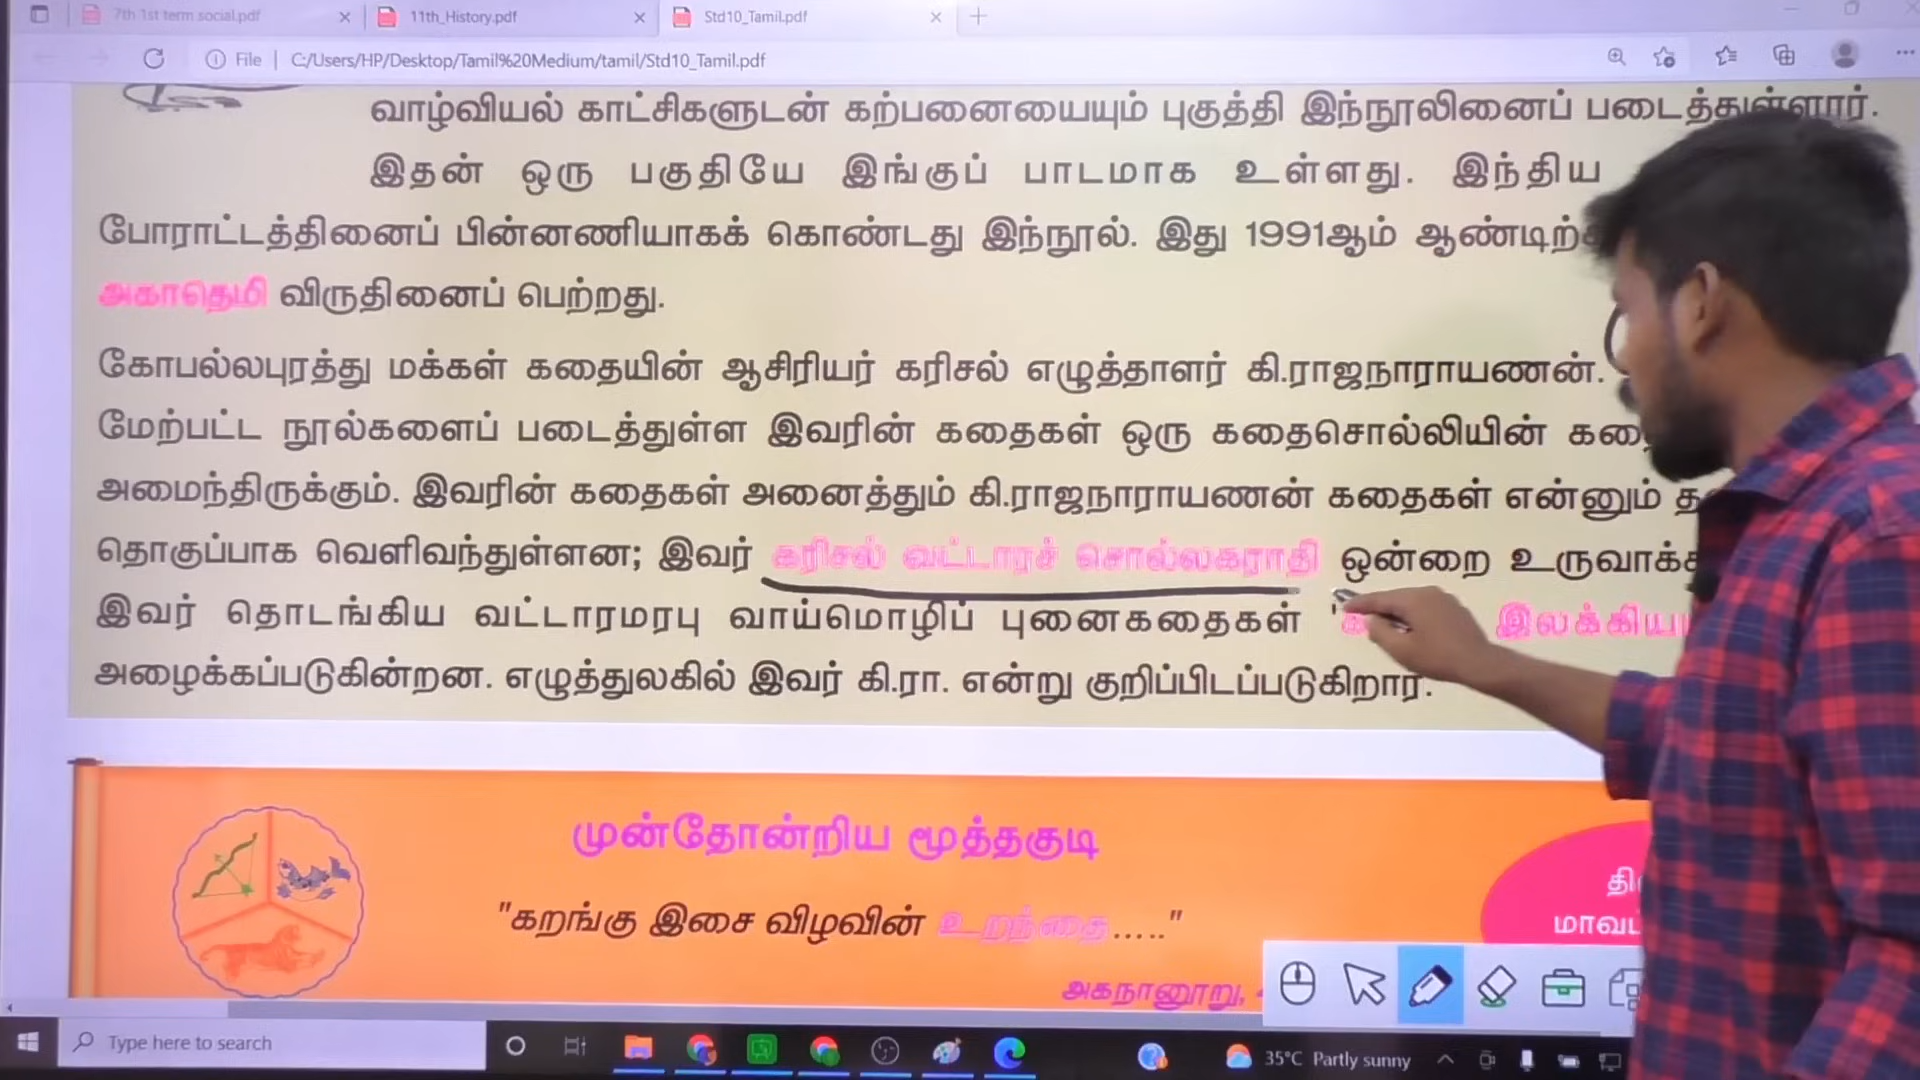 7th 1st term social.pdf
11th_History.pdf
Std10_Tamil.pdf
File
C:/Users/HP/Desktop/Tamil%20Medium/tamil/Std10_Tamil.pdf
வாழ்வியல் காட்சிகளுடன் கற்பனையையும் புகுத்தி இந்நூலினைப் படைத்துள்ளார்.
இதன் ஒரு பகுதியே இங்குப் பாடமாக உள்ளது. இந்திய
போராட்டத்தினைப் பின்னணியாகக் கொண்டது இந்நூல். இது 1991ஆம்
அகாதெமி விருதினைப் பெற்றது.
கோபல்லபுரத்து மக்கள் கதையின் ஆசிரியர் கரிசல் எழுத்தாளர் கி.ராஜநாராயணன்.
மேற்பட்ட நூல்களைப் படைத்துள்ள இவரின் கதைகள் ஒரு கதைசொல்லியின்
அமைந்திருக்கும். இவரின் கதைகள் அனைத்தும் கி.ராஜநாராயணன் கதைகள் என்னும்
தொகுப்பாக வெளிவந்துள்ளன; இவர் கரிசல் வட்டாரச் சொல்லகராதி ஒன்றை
இவர் தொடங்கிய வட்டாரமரபு வாய்மொழிப் புனைகதைகள்
அழைக்கப்படுகின்றன. எழுத்துலகில் இவர் கி.ரா. என்று குறிப்பிடப்படுகிறார்.
முன்தோன்றிய மூத்தகுடி
"கறங்கு இசை விழவின் உறந்தை....."
அகநானூறு,
Type here to search
35°C Partly sunny